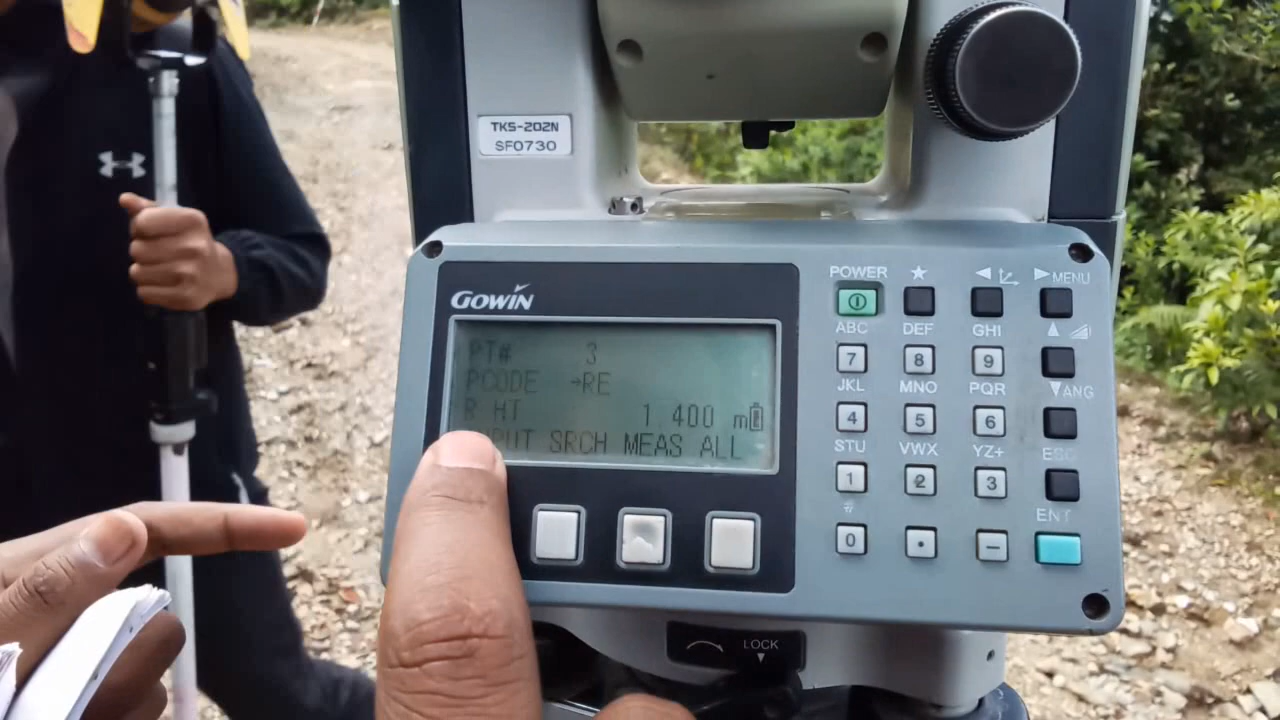 TKS-202N
SF0730
GOWIN
PT# 3
PCODE →RE
R HT 1.400 m
SRCH MEAS ALL
POWER ★ ◀ ▶ MENU
ABC DEF GHI ▲
7 8 9
JKL MNO PQR ▼ ANG
4 5 6
STU VWX YZ+ ESC
1 2 3
# ENT
0 • −
LOCK
▼